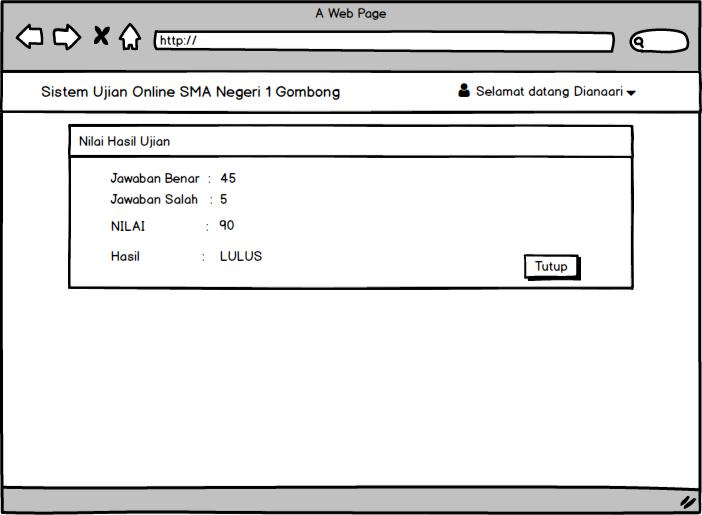 A Web Page
http://
Sistem Ujian Online SMA Negeri 1 Gombong
Selamat datang Dianaari
Nilai Hasil Ujian
Jawaban Benar : 45
Jawaban Salah : 5
NILAI : 90
Hasil : LULUS
Tutup